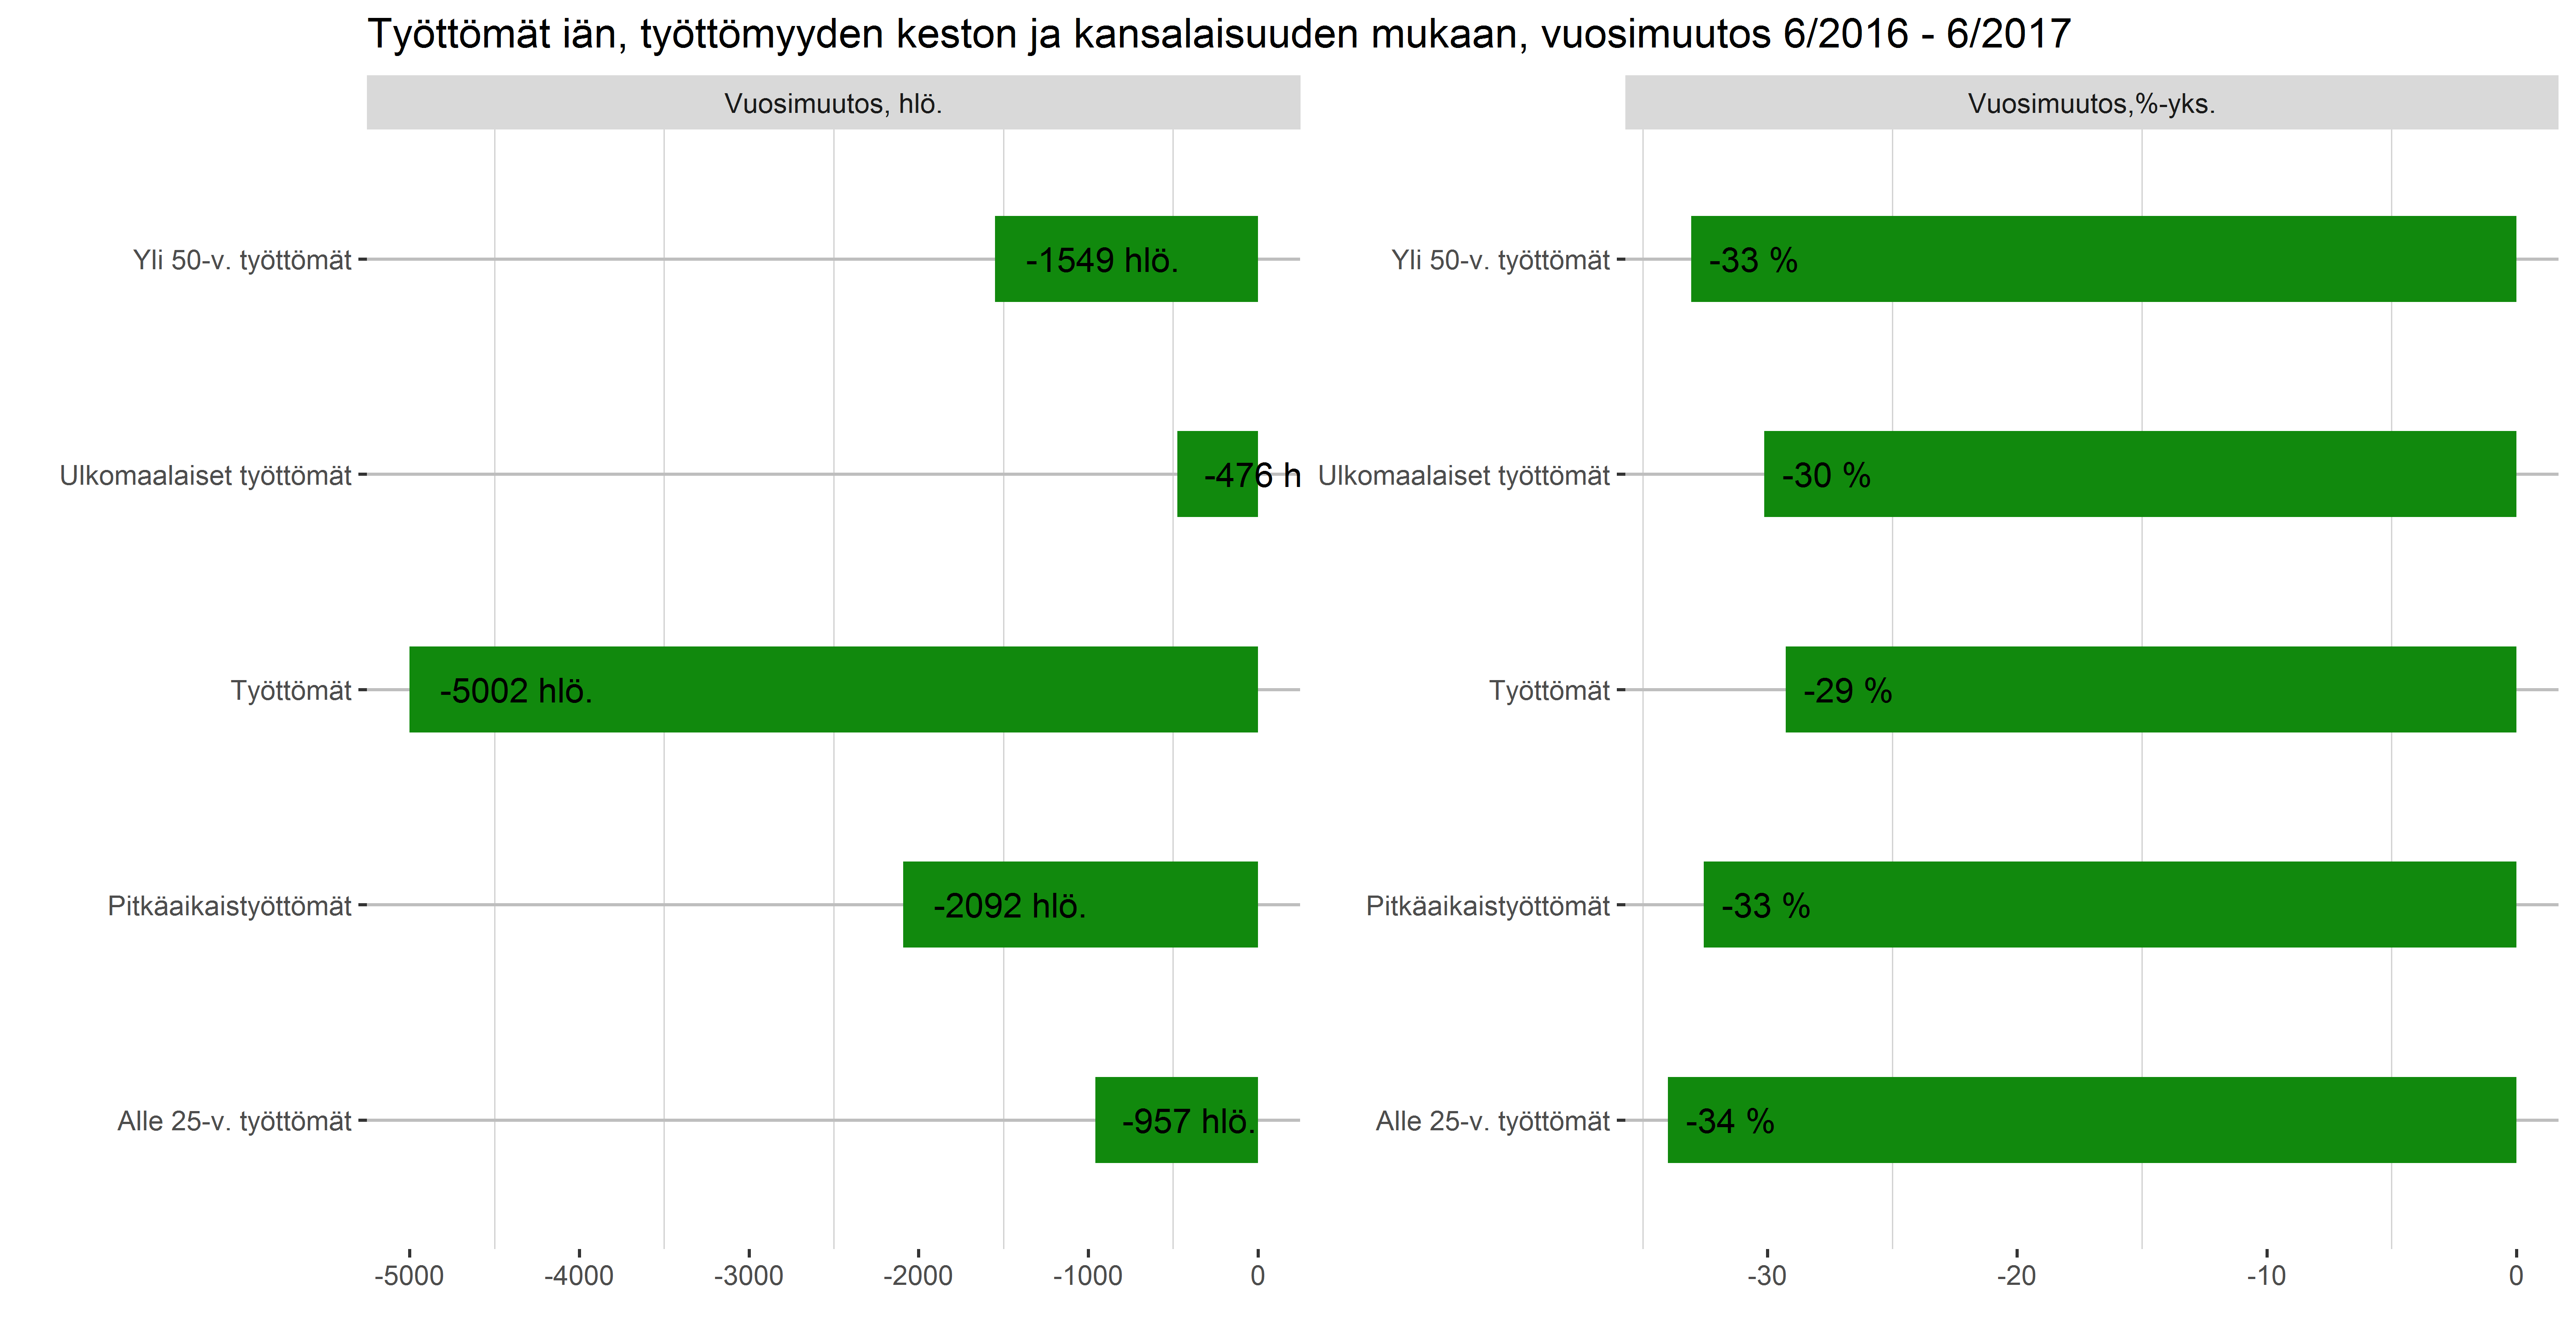 Työttömät iän, työttömyyden keston ja kansalaisuuden mukaan, vuosimuutos 6/2016 - 6/2017
Vuosimuutos, hlö.
Yli 50-v. työttömät
-1549 hlö.
Ulkomaalaiset työttömät
-476 h
Työttömät
-5002 hlö.
Pitkäaikaistyöttömät
-2092 hlö.
Alle 25-v. työttömät
-957 hlö.
-5000 -4000 -3000 -2000 -1000 0
Vuosimuutos,%-yks.
Yli 50-v. työttömät
-33 %
Ulkomaalaiset työttömät
-30 %
Työttömät
-29 %
Pitkäaikaistyöttömät
-33 %
Alle 25-v. työttömät
-34 %
-30 -20 -10 0